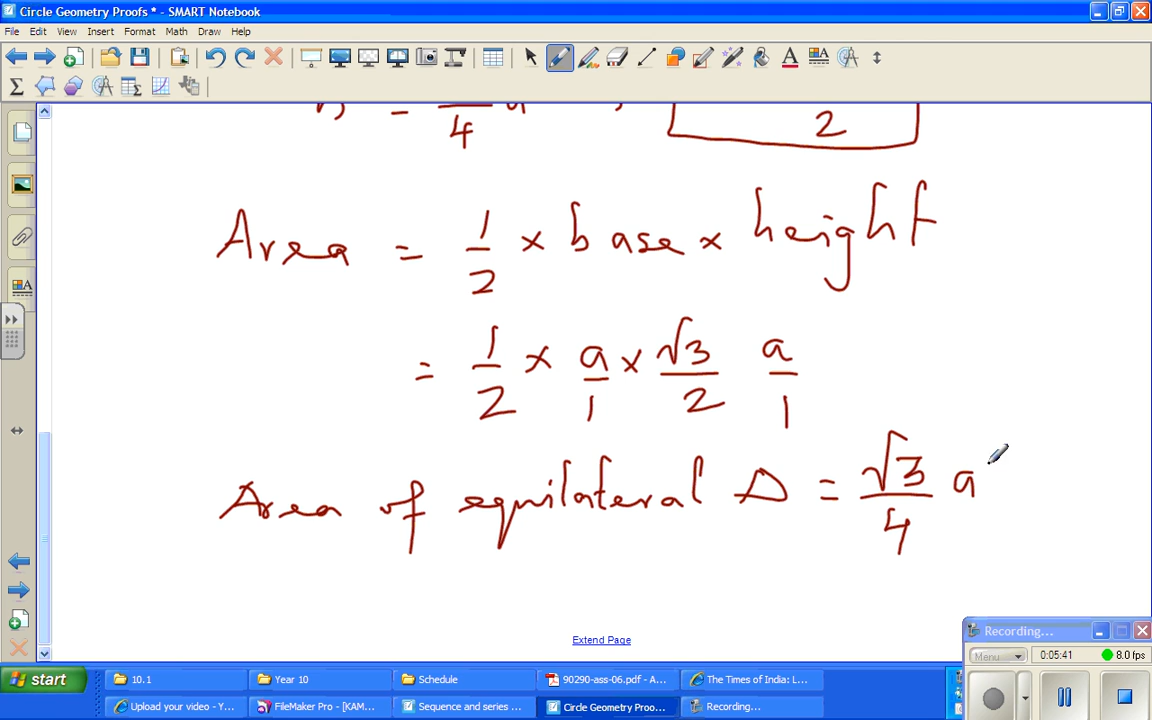 Circle Geometry Proofs * - SMART Notebook
File Edit View Insert Format Math Draw Help
= 4
2
Area = 1/2 × base × height
= 1/2 × a/1 × √3/2 a/1
Area of equilateral Δ = √3/4 a
Extend Page
Recording...
Menu 0:05:41 8.0 fps
start 10.1 Year 10 Schedule 90290-ass-06.pdf - A... The Times of India: L...
Upload your video - Y... FileMaker Pro - [KAM... Sequence and series ... Circle Geometry Proo... Recording...